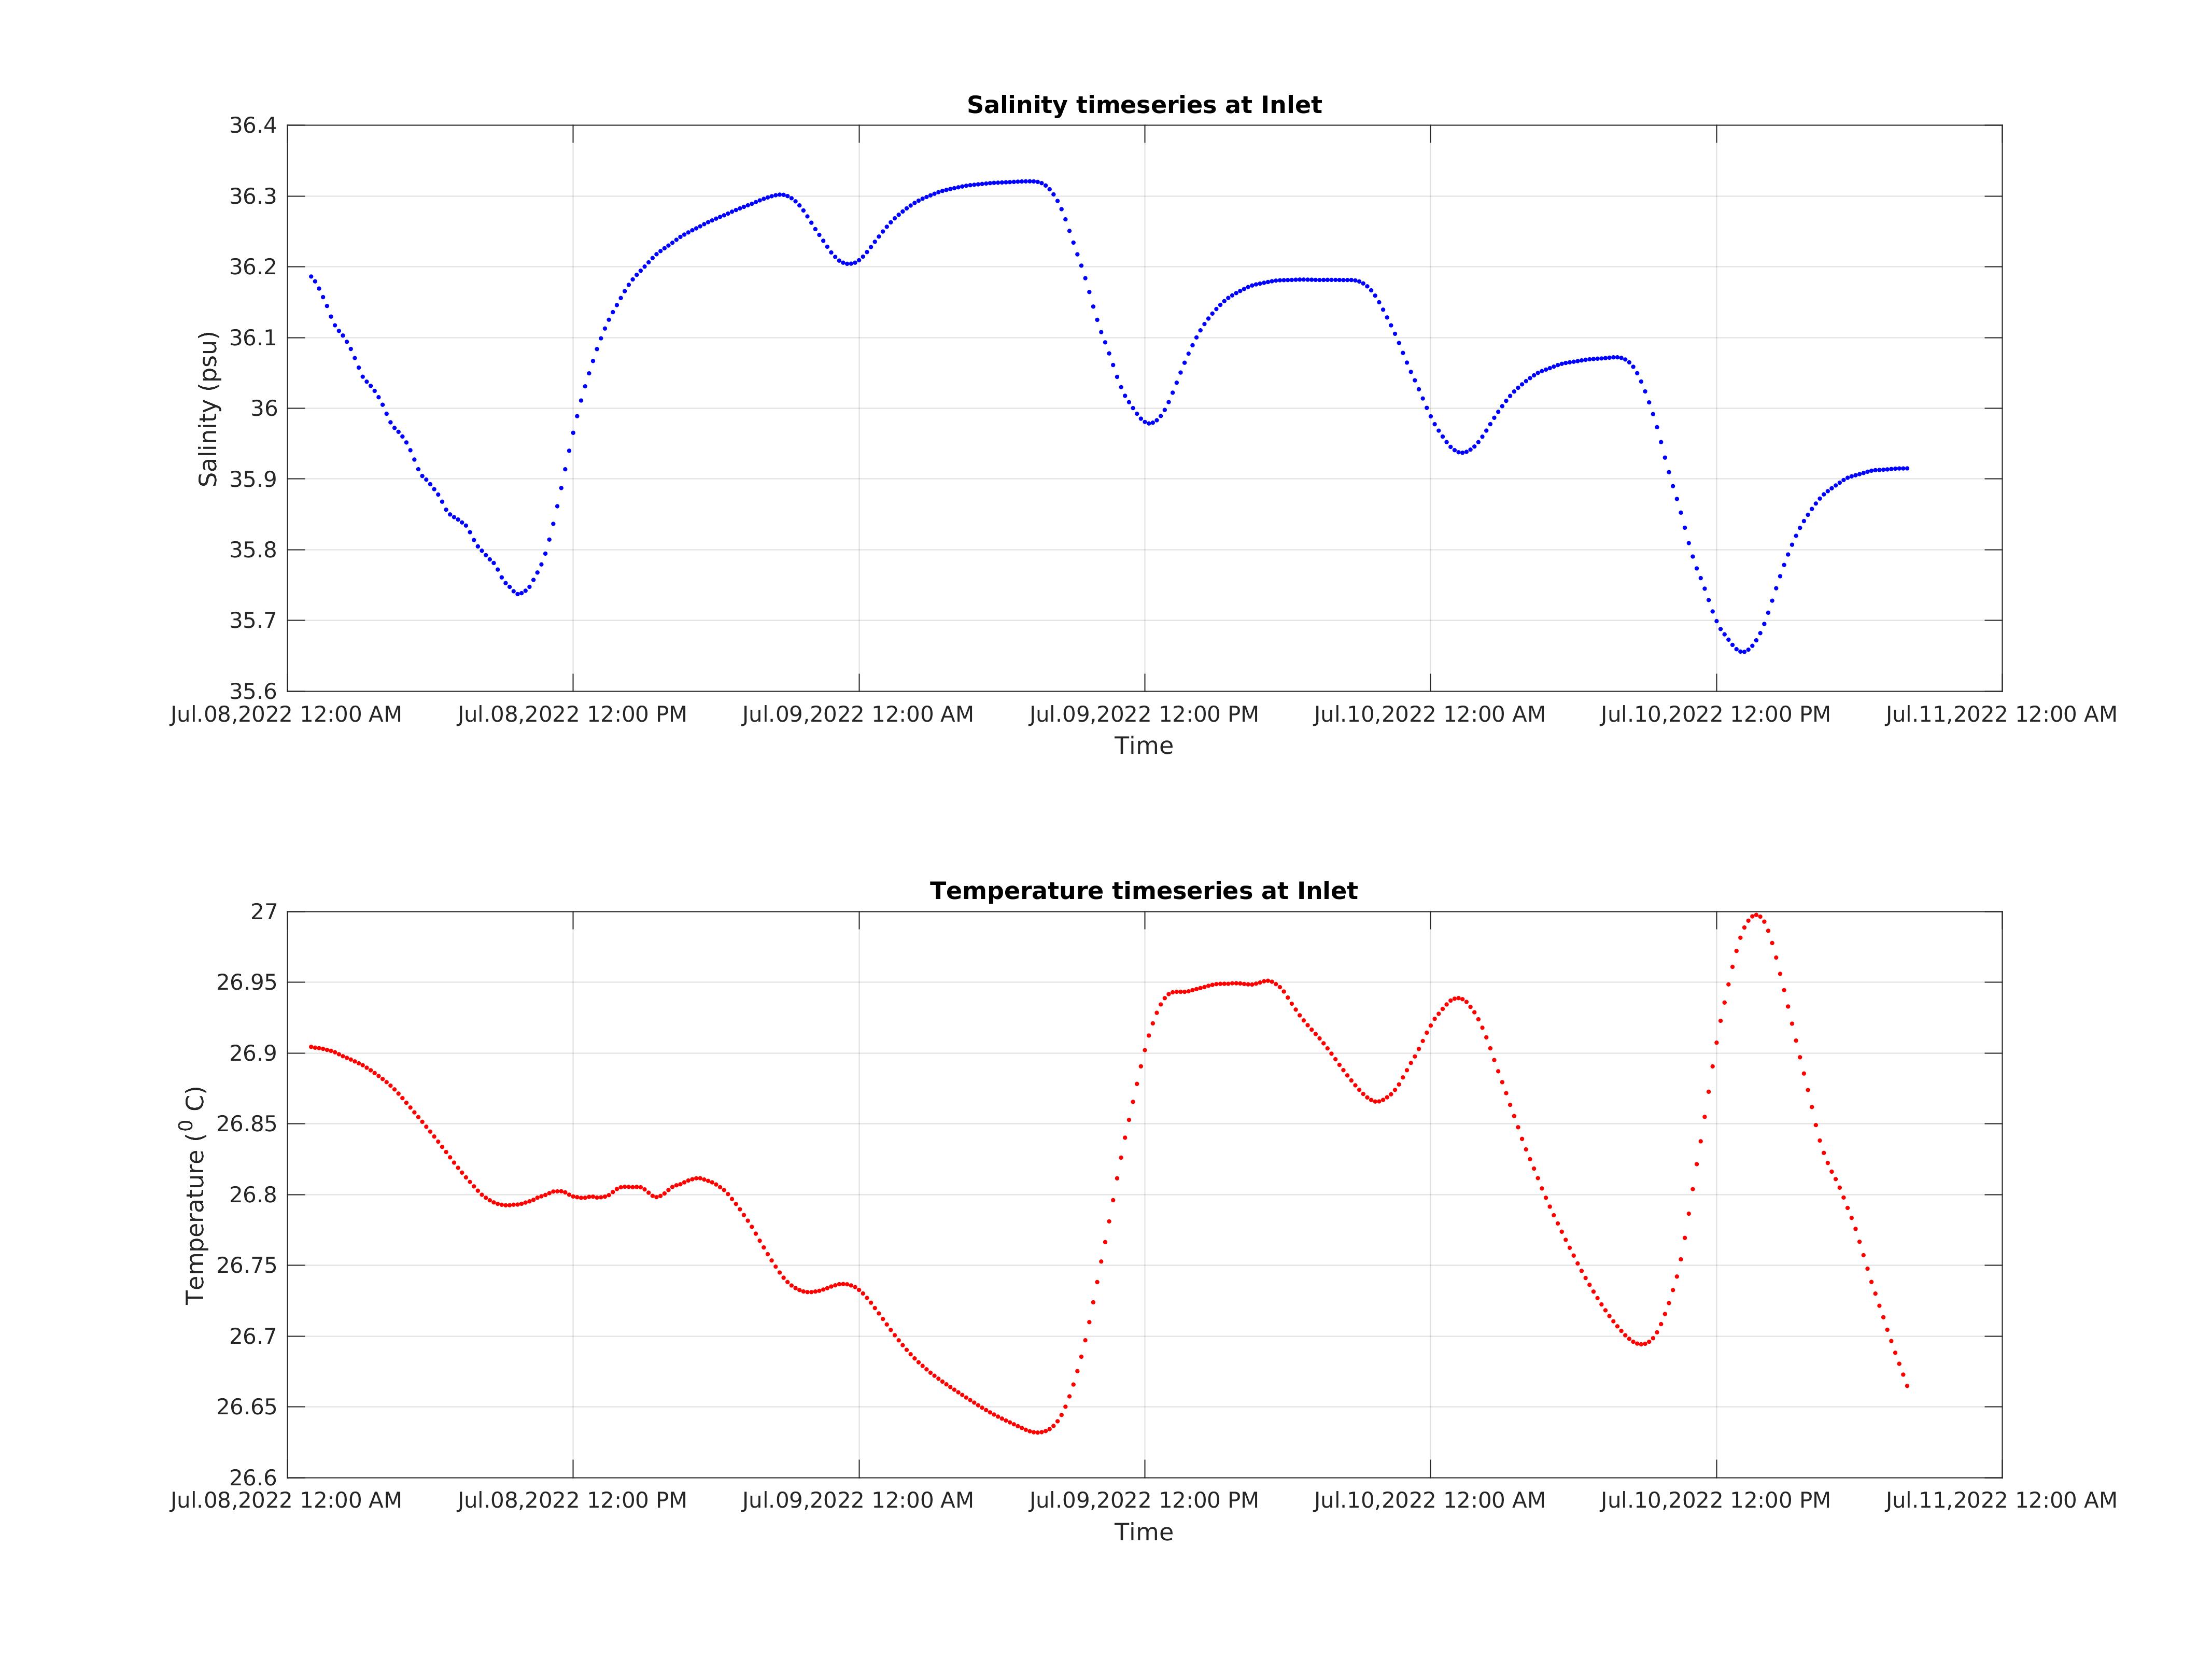 Salinity timeseries at Inlet
36.4
36.3
36.2
36.1
36
35.9
35.8
35.7
35.6
Salinity (psu)
Jul.08,2022 12:00 AM Jul.08,2022 12:00 PM Jul.09,2022 12:00 AM Jul.09,2022 12:00 PM Jul.10,2022 12:00 AM Jul.10,2022 12:00 PM Jul.11,2022 12:00 AM
Time
Temperature timeseries at Inlet
27
26.95
26.9
26.85
26.8
26.75
26.7
26.65
26.6
Temperature (⁰ C)
Jul.08,2022 12:00 AM Jul.08,2022 12:00 PM Jul.09,2022 12:00 AM Jul.09,2022 12:00 PM Jul.10,2022 12:00 AM Jul.10,2022 12:00 PM Jul.11,2022 12:00 AM
Time